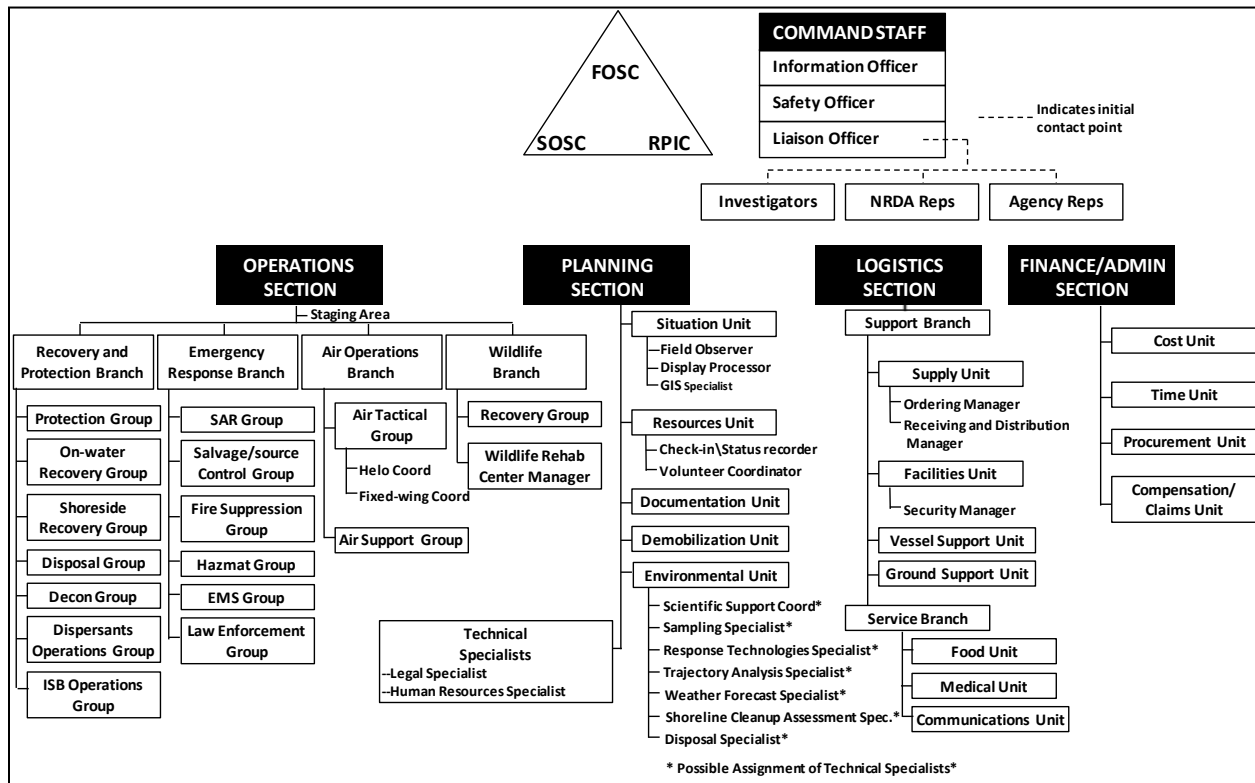 FOSC
SOSC
RPIC
COMMAND STAFF
Information Officer
Safety Officer
Liaison Officer
Indicates initial
contact point
Investigators
NRDA Reps
Agency Reps
OPERATIONS
SECTION
Staging Area
Recovery and
Protection Branch
Protection Group
On-water
Recovery Group
Shoreside
Recovery Group
Disposal Group
Decon Group
Dispersants
Operations Group
ISB Operations
Group
Emergency
Response Branch
SAR Group
Salvage/source
Control Group
Fire Suppression
Group
Hazmat Group
EMS Group
Law Enforcement
Group
Air Operations
Branch
Air Tactical
Group
Helo Coord
Fixed-wing Coord
Air Support Group
Wildlife
Branch
Recovery Group
Wildlife Rehab
Center Manager
PLANNING
SECTION
Situation Unit
Field Observer
Display Processor
GIS Specialist
Resources Unit
Check-in\Status recorder
Volunteer Coordinator
Documentation Unit
Demobilization Unit
Environmental Unit
Scientific Support Coord*
Sampling Specialist*
Response Technologies Specialist*
Trajectory Analysis Specialist*
Weather Forecast Specialist*
Shoreline Cleanup Assessment Spec.*
Disposal Specialist*
* Possible Assignment of Technical Specialists*
Technical
Specialists
--Legal Specialist
--Human Resources Specialist
LOGISTICS
SECTION
Support Branch
Supply Unit
Ordering Manager
Receiving and Distribution
Manager
Facilities Unit
Security Manager
Vessel Support Unit
Ground Support Unit
Service Branch
Food Unit
Medical Unit
Communications Unit
FINANCE/ADMIN
SECTION
Cost Unit
Time Unit
Procurement Unit
Compensation/
Claims Unit